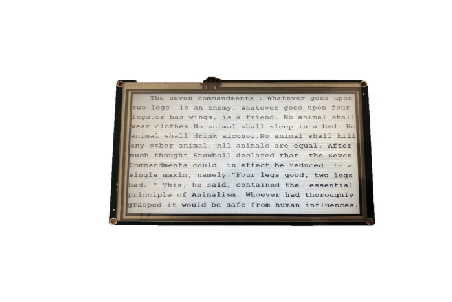 The seven commandments : Whatever goes upon
two legs is an enemy. Whatever goes upon four
legs,or has wings, is a friend. No animal shall
wear clothes.No animal shall sleep in a bed. No
animal shall drink alcohol.No animal shall kill
any other animal. All animals are equal. After
much thought Snowball declared that the seven
Commandments could in effect be reduced to a
single maxim, namely "Four legs good, two legs
bad. " This, he said, contained the essential
principle of Animalism. Whoever had thoroughly
grasped it would be safe from human influences.